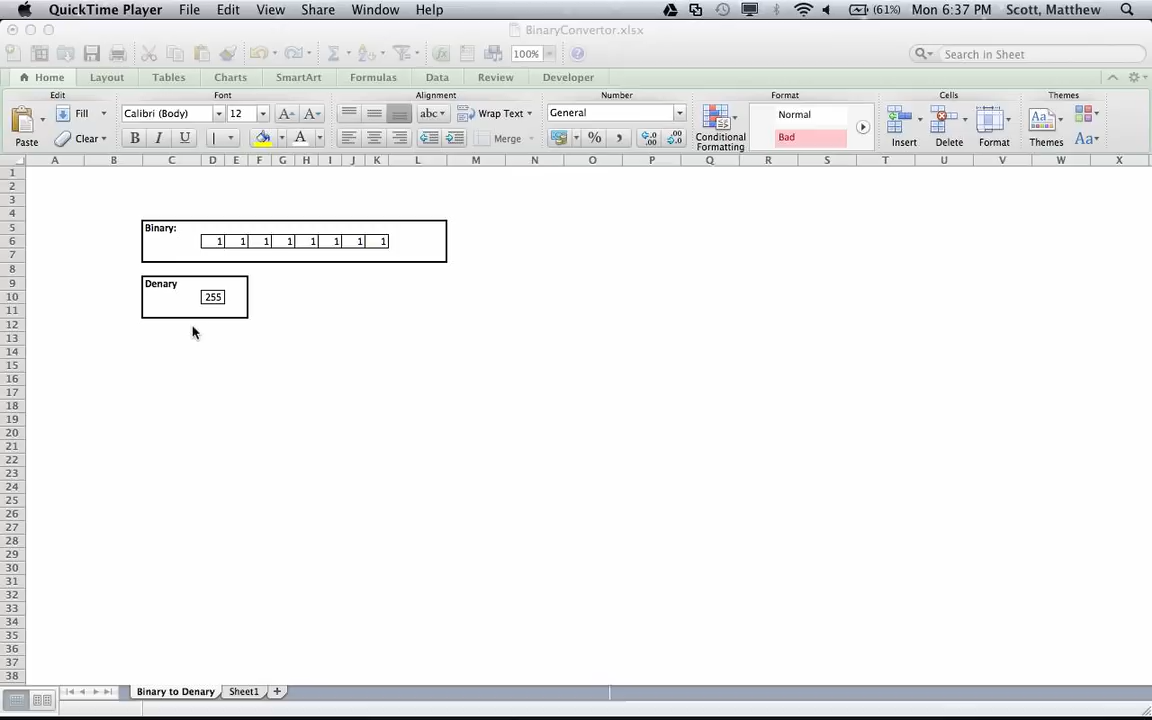 QuickTime Player File Edit View Share Window Help (61%) Mon 6:37 PM Scott, Matthew
BinaryConvertor.xlsx
100% Search in Sheet
Home Layout Tables Charts SmartArt Formulas Data Review Developer
Edit Font Alignment Number Format Cells Themes
Fill Calibri (Body) 12 A A abc Wrap Text General Normal
Paste Clear B I U A Merge % , Conditional Formatting Bad Insert Delete Format Themes Aa
A B C D E F G H I J K L M N O P Q R S T U V W X
1
2
3
4
5 Binary:
6 1 1 1 1 1 1 1 1
7
8
9 Denary
10 255
11
12
13
14
15
16
17
18
19
20
21
22
23
24
25
26
27
28
29
30
31
32
33
34
35
36
37
38
Binary to Denary Sheet1 +